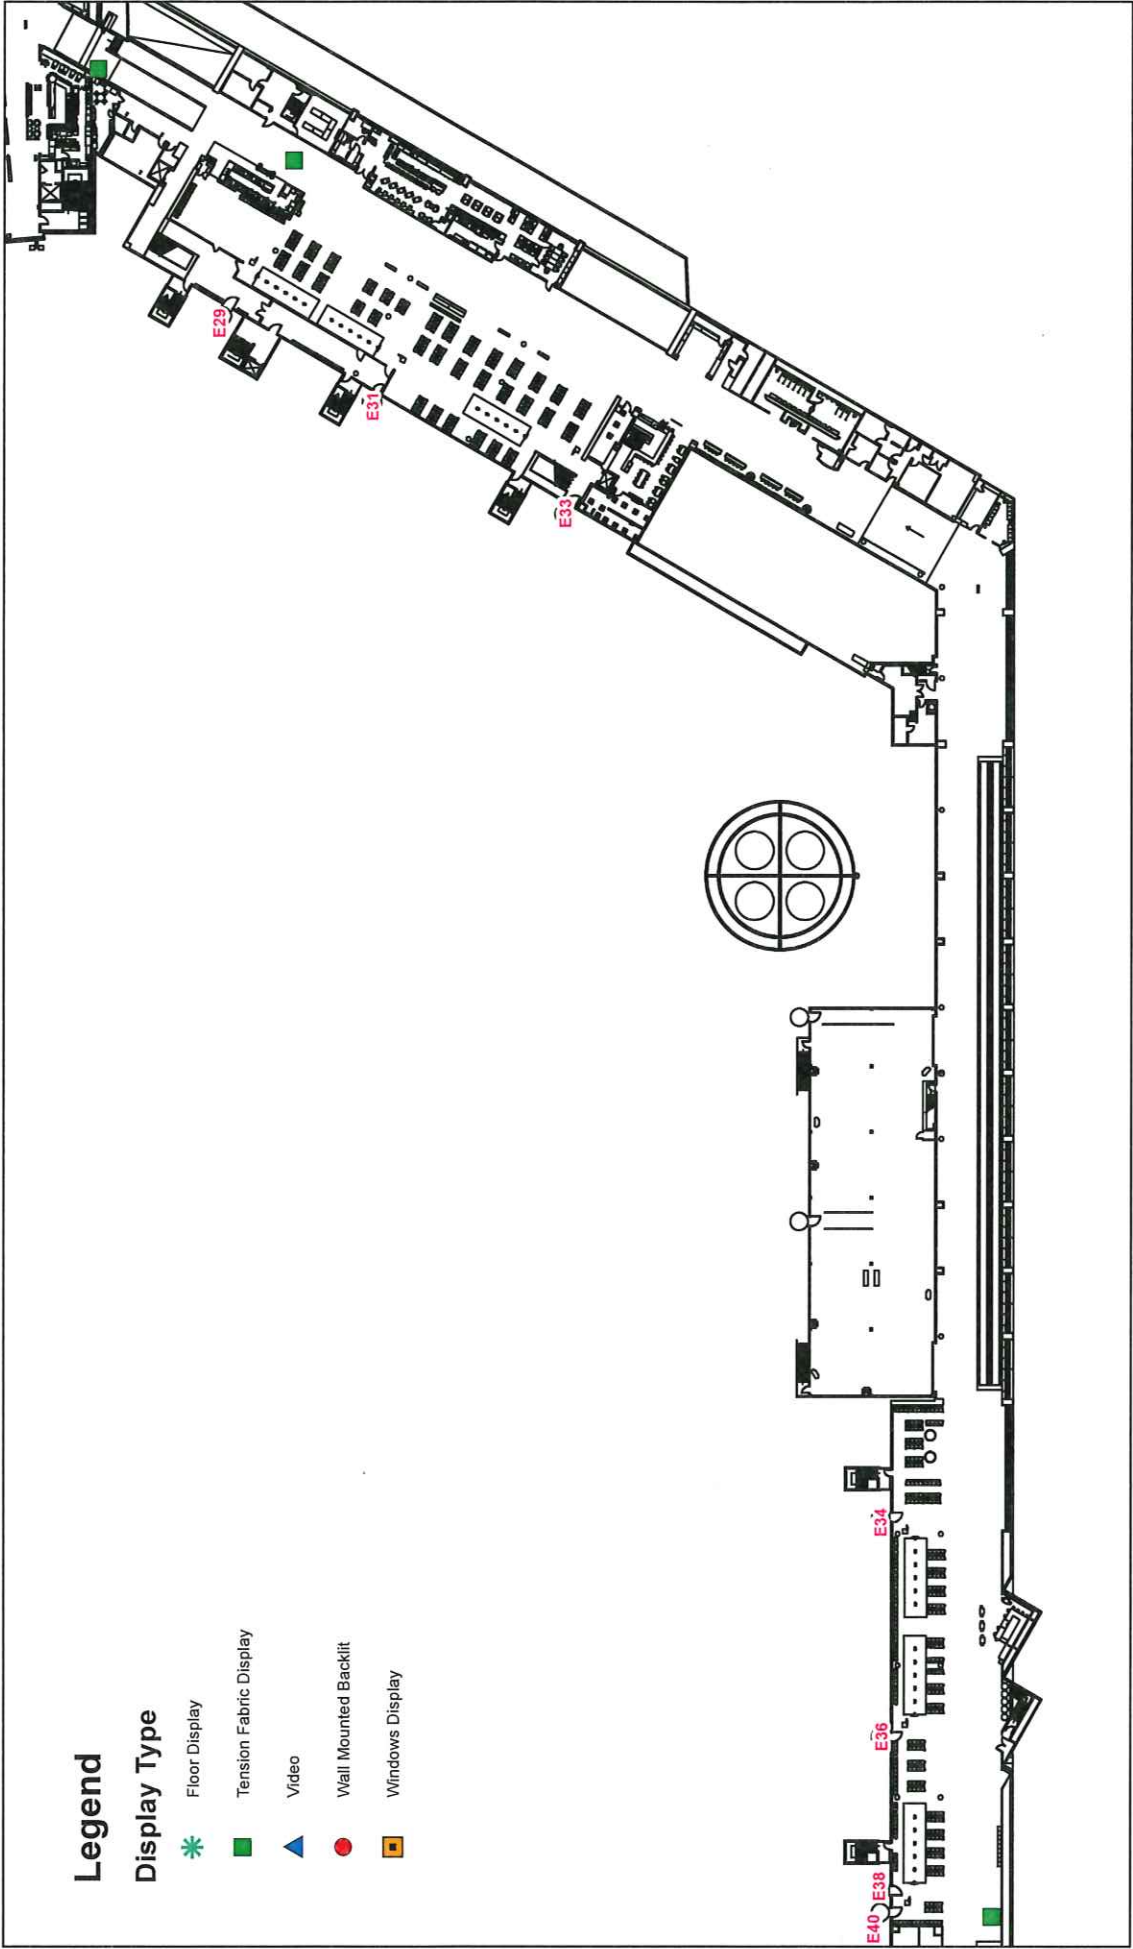 Legend
Display Type
Floor Display
Tension Fabric Display
Video
Wall Mounted Backlit
Windows Display
E29
E31
E33
E34
E36
E38
E40